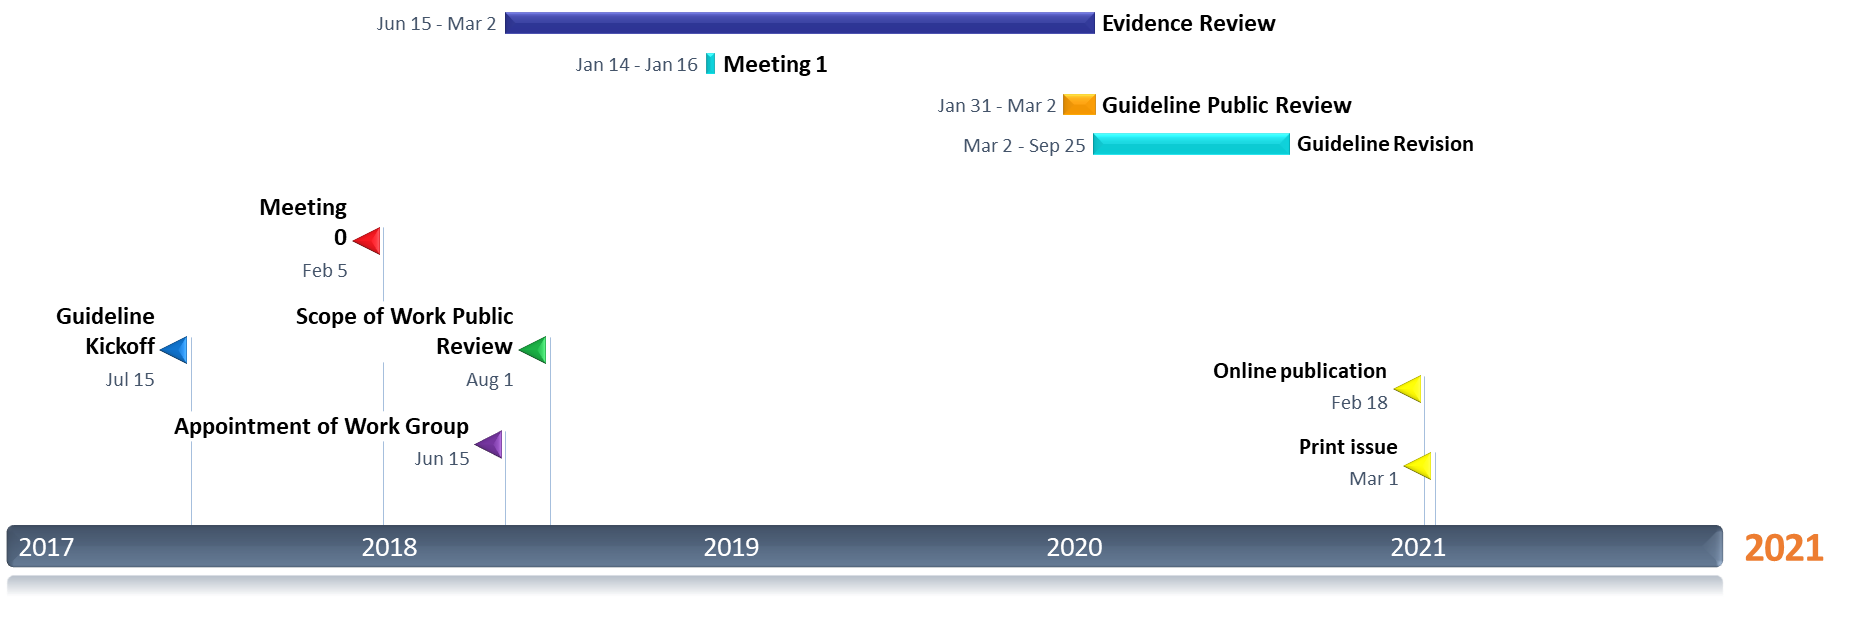 Jun 15 - Mar 2 Evidence Review
Jan 14 - Jan 16 Meeting 1
Jan 31 - Mar 2 Guideline Public Review
Mar 2 - Sep 25 Guideline Revision
Meeting
0
Feb 5
Guideline
Kickoff
Jul 15
Scope of Work Public
Review
Aug 1
Appointment of Work Group
Jun 15
Online publication
Feb 18
Print issue
Mar 1
2017 2018 2019 2020 2021 2021